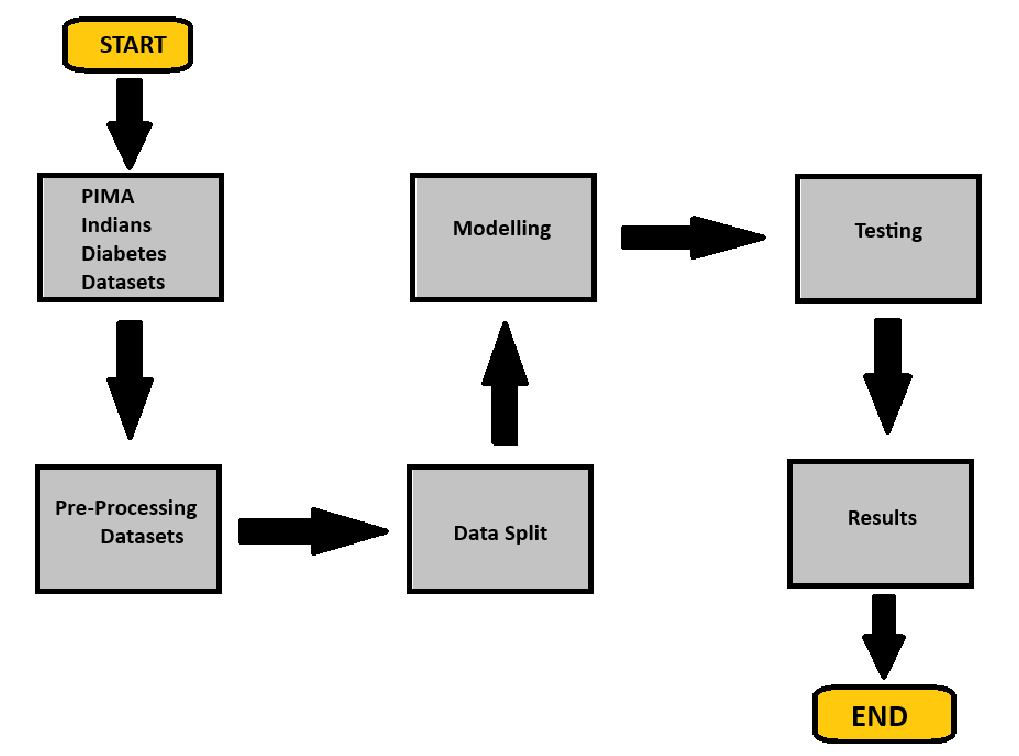 START
PIMA
Indians
Diabetes
Datasets
Pre-Processing
Datasets
Data Split
Modelling
Testing
Results
END